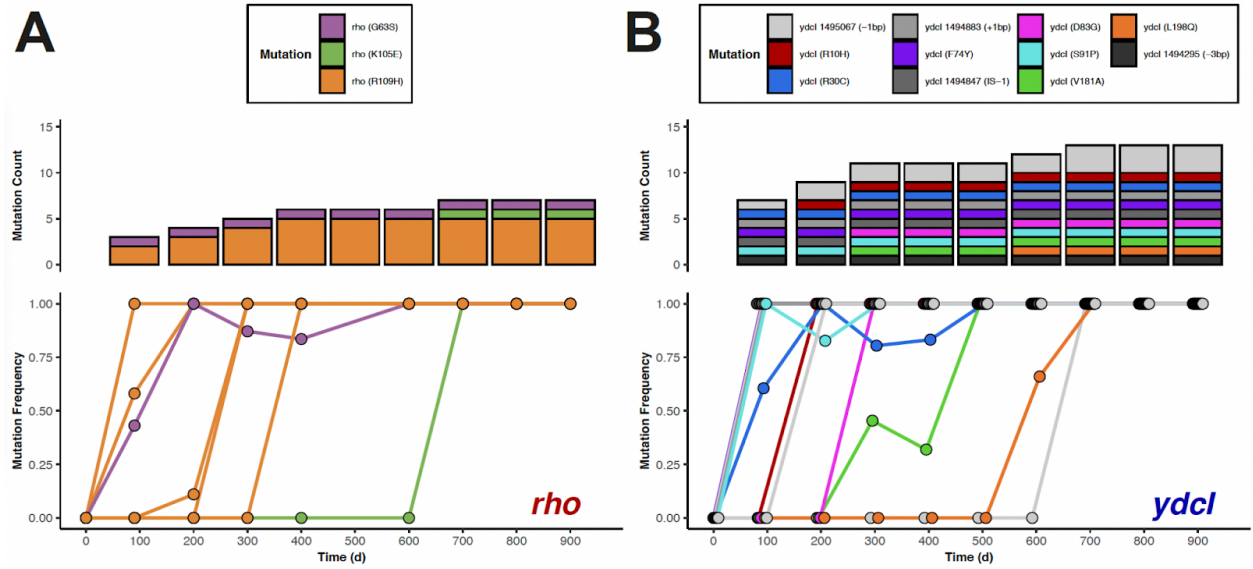 A
Mutation
rho (G63S)
rho (K105E)
rho (R109H)
Mutation Count
15
10
5
0
Mutation Frequency
1.00
0.75
0.50
0.25
0.00
rho
0 100 200 300 400 500 600 700 800 900
Time (d)
B
Mutation
ydcI 1495067 (−1bp)
ydcI (R10H)
ydcI (R30C)
ydcI 1494883 (+1bp)
ydcI (F74Y)
ydcI 1494847 (IS−1)
ydcI (D83G)
ydcI (S91P)
ydcI (V181A)
ydcI (L198Q)
ydcI 1494295 (−3bp)
Mutation Count
15
10
5
0
Mutation Frequency
1.00
0.75
0.50
0.25
0.00
ydcI
0 100 200 300 400 500 600 700 800 900
Time (d)